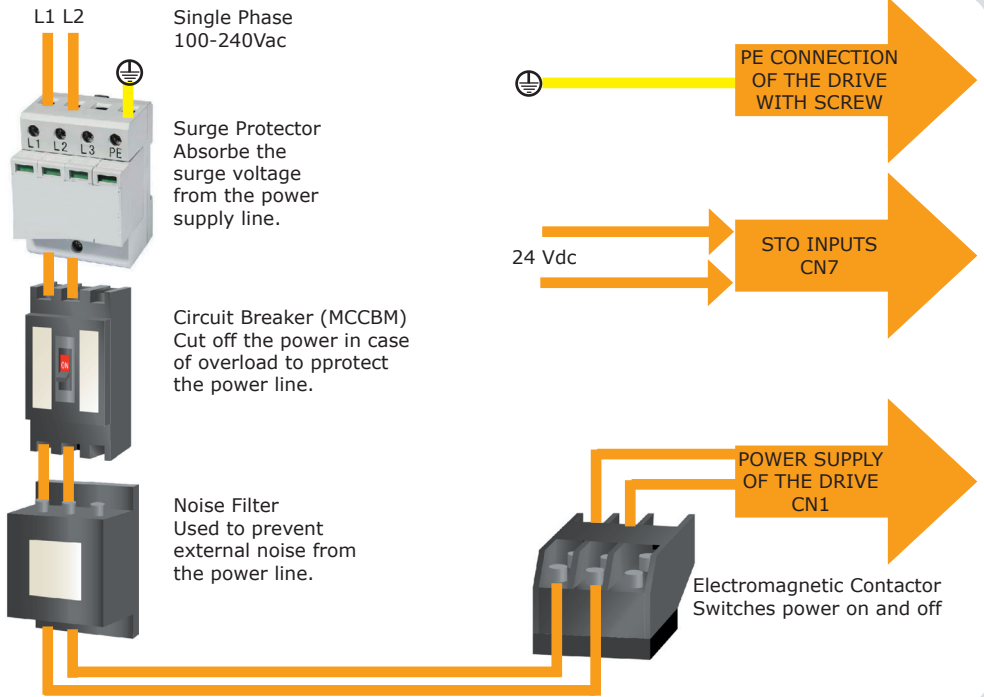 L1 L2
Single Phase
100-240Vac
L1 L2 L3 PE
Surge Protector
Absorbe the
surge voltage
from the power
supply line.
ON
Circuit Breaker (MCCBM)
Cut off the power in case
of overload to pprotect
the power line.
Noise Filter
Used to prevent
external noise from
the power line.
PE CONNECTION
OF THE DRIVE
WITH SCREW
24 Vdc
STO INPUTS
CN7
POWER SUPPLY
OF THE DRIVE
CN1
Electromagnetic Contactor
Switches power on and off